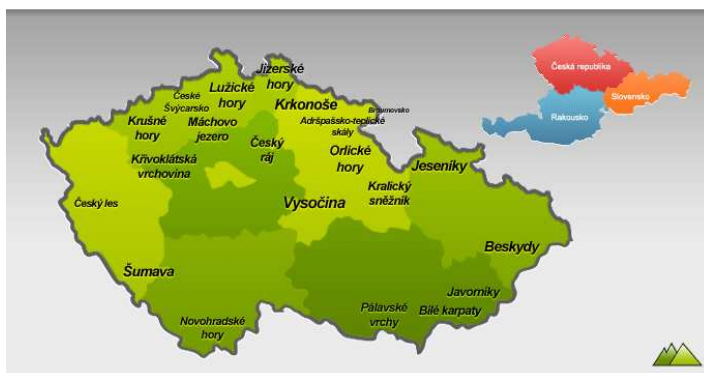 Jizerské
hory
České
Švýcarsko
Lužické
hory
Krkonoše
Broumovsko
Krušné
hory
Máchovo
jezero
Adršpašsko-teplické
skály
Český
ráj
Orlické
hory
Křivoklátská
vrchovina
Jeseníky
Kralický
sněžník
Český les
Vysočina
Beskydy
Šumava
Javorníky
Novohradské
hory
Pálavské
vrchy
Bílé karpaty
Česká republika
Slovensko
Rakousko